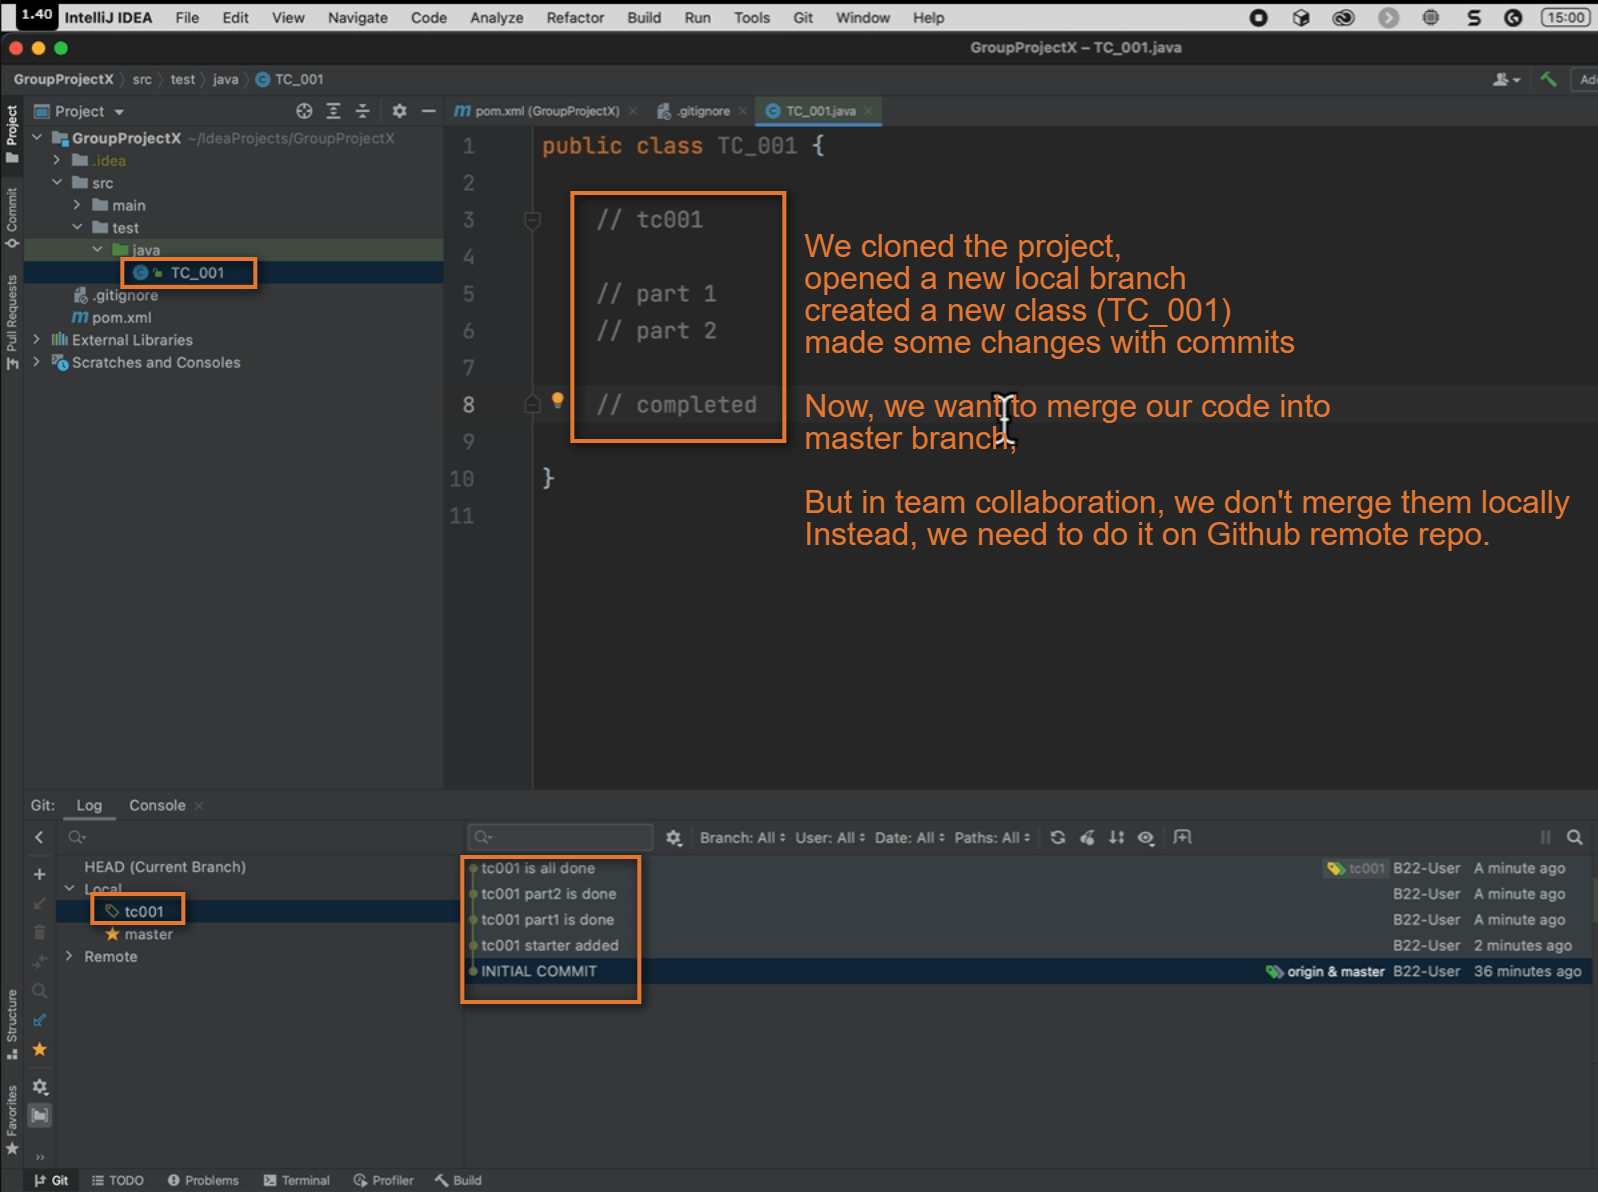 1.40 IntelliJ IDEA File Edit View Navigate Code Analyze Refactor Build Run Tools Git Window Help 15:00
GroupProjectX – TC_001.java
GroupProjectX src test java TC_001
Project
pom.xml (GroupProjectX) .gitignore TC_001.java
Project
Commit
Pull Requests
Structure
Favorites
GroupProjectX ~/IdeaProjects/GroupProjectX
.idea
src
main
test
java
TC_001
.gitignore
pom.xml
External Libraries
Scratches and Consoles
1 public class TC_001 {
2
3 // tc001
4
5 // part 1
6 // part 2
7
8 // completed
9
10 }
11
We cloned the project,
opened a new local branch
created a new class (TC_001)
made some changes with commits
Now, we want to merge our code into
master branch,
But in team collaboration, we don't merge them locally
Instead, we need to do it on Github remote repo.
Git: Log Console
Branch: All User: All Date: All Paths: All
HEAD (Current Branch)
Local
tc001
master
Remote
tc001 is all done tc001 B22-User A minute ago
tc001 part2 is done B22-User A minute ago
tc001 part1 is done B22-User A minute ago
tc001 starter added B22-User 2 minutes ago
INITIAL COMMIT origin & master B22-User 36 minutes ago
Git TODO Problems Terminal Profiler Build